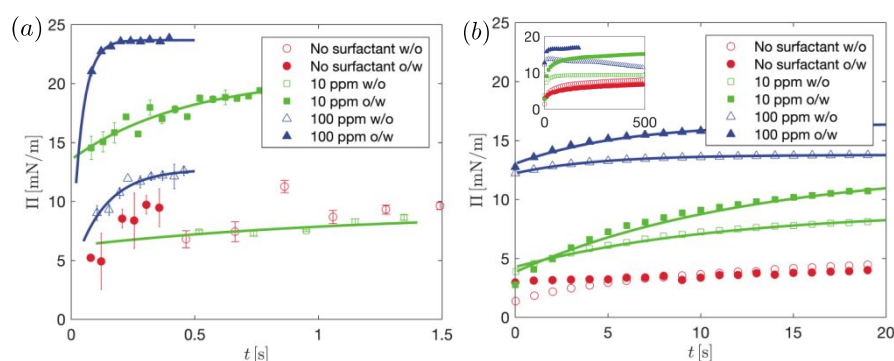 (a)
25
20
15
10
5
0
Π [mN/m]
0
0.5
1
1.5
t [s]
No surfactant w/o
No surfactant o/w
10 ppm w/o
10 ppm o/w
100 ppm w/o
100 ppm o/w
(b)
25
20
15
10
5
0
Π [mN/m]
0
5
10
15
20
t [s]
20
10
0
0
500
No surfactant w/o
No surfactant o/w
10 ppm w/o
10 ppm o/w
100 ppm w/o
100 ppm o/w